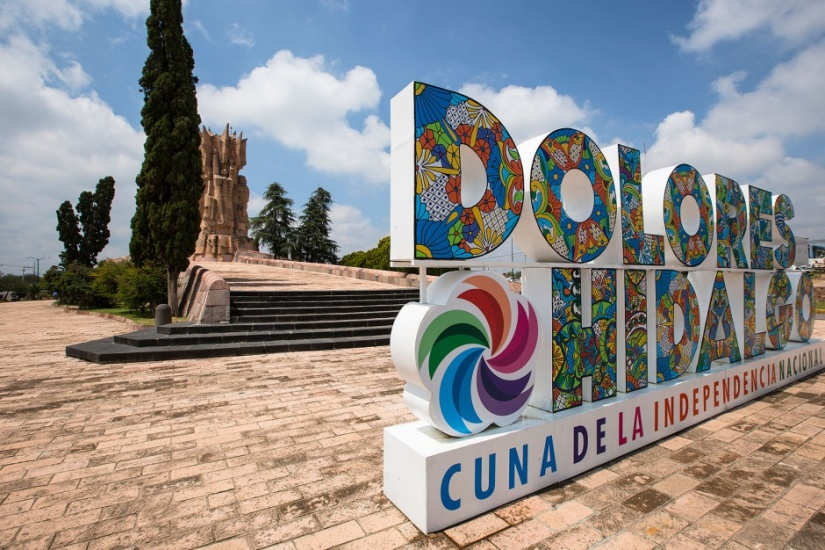 DOLORES
HIDALGO
CUNA DE LA INDEPENDENCIA NACIONAL